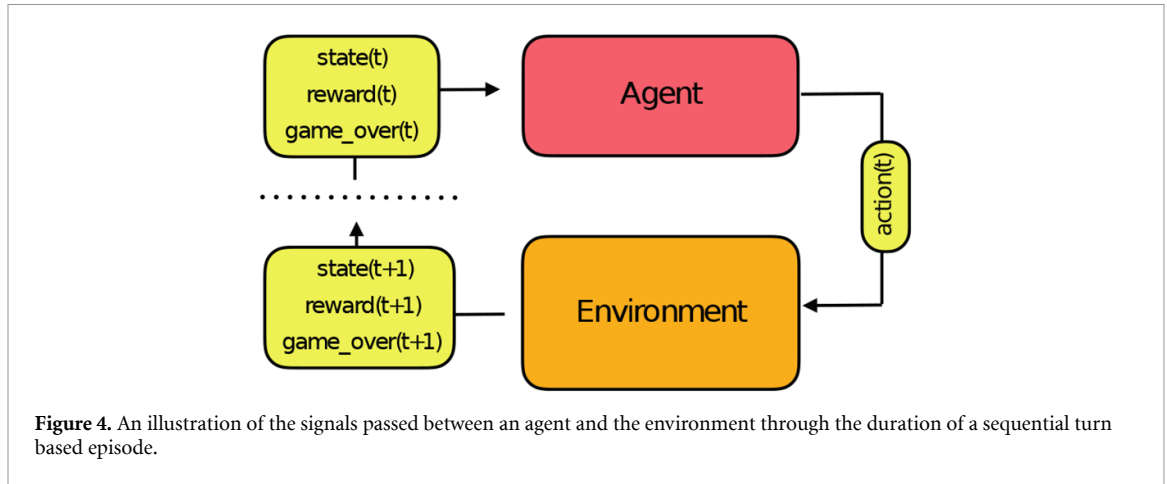 state(t)
reward(t)
game_over(t)
Agent
action(t)
state(t+1)
reward(t+1)
game_over(t+1)
Environment
Figure 4. An illustration of the signals passed between an agent and the environment through the duration of a sequential turn
based episode.